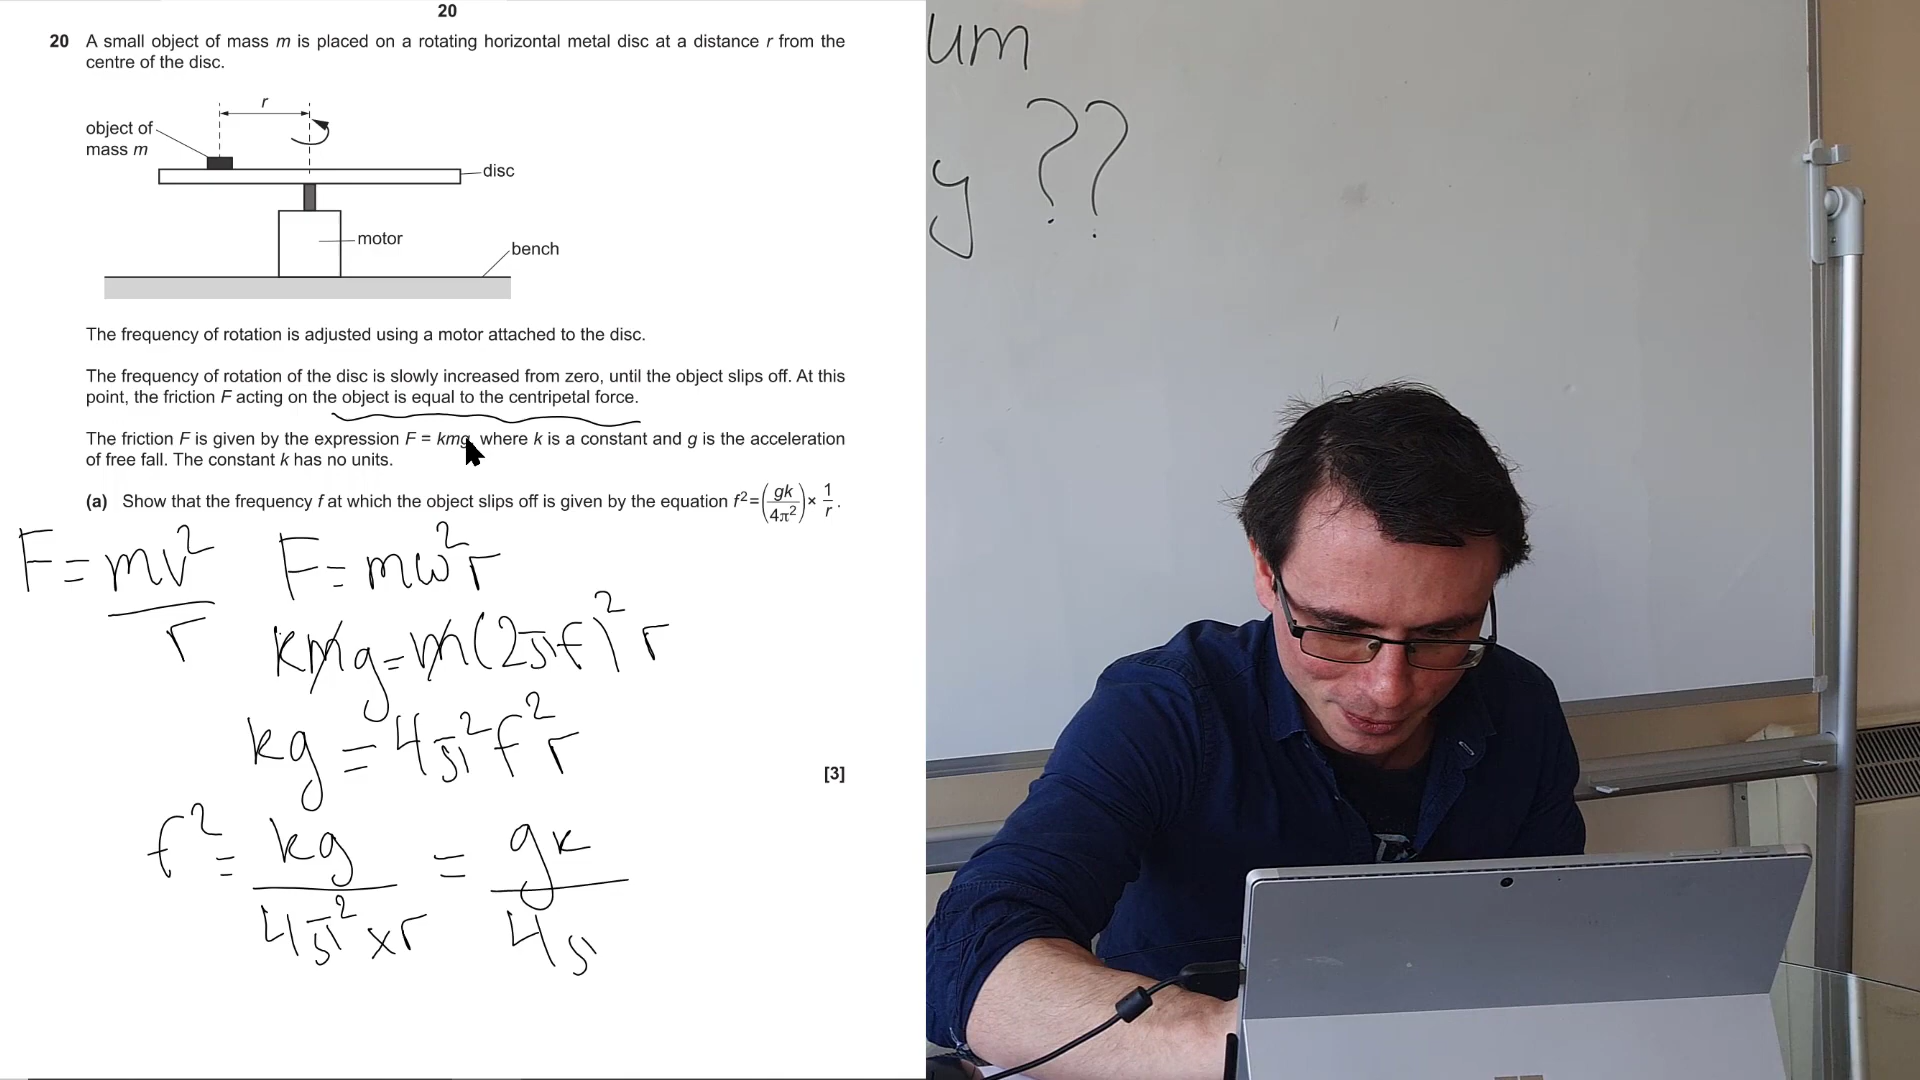 20
20 A small object of mass m is placed on a rotating horizontal metal disc at a distance r from the
centre of the disc.
r
object of
mass m
disc
motor
bench
The frequency of rotation is adjusted using a motor attached to the disc.
The frequency of rotation of the disc is slowly increased from zero, until the object slips off. At this
point, the friction F acting on the object is equal to the centripetal force.
The friction F is given by the expression F = kmg, where k is a constant and g is the acceleration
of free fall. The constant k has no units.
(a) Show that the frequency f at which the object slips off is given by the equation f² = (gk/4π²) × 1/r.
F = mv²/r
F = mω²r
kmg = m(2πf)²r
kg = 4π²f²r
[3]
f² = kg/4π²×r = gk/4π
um
y ??